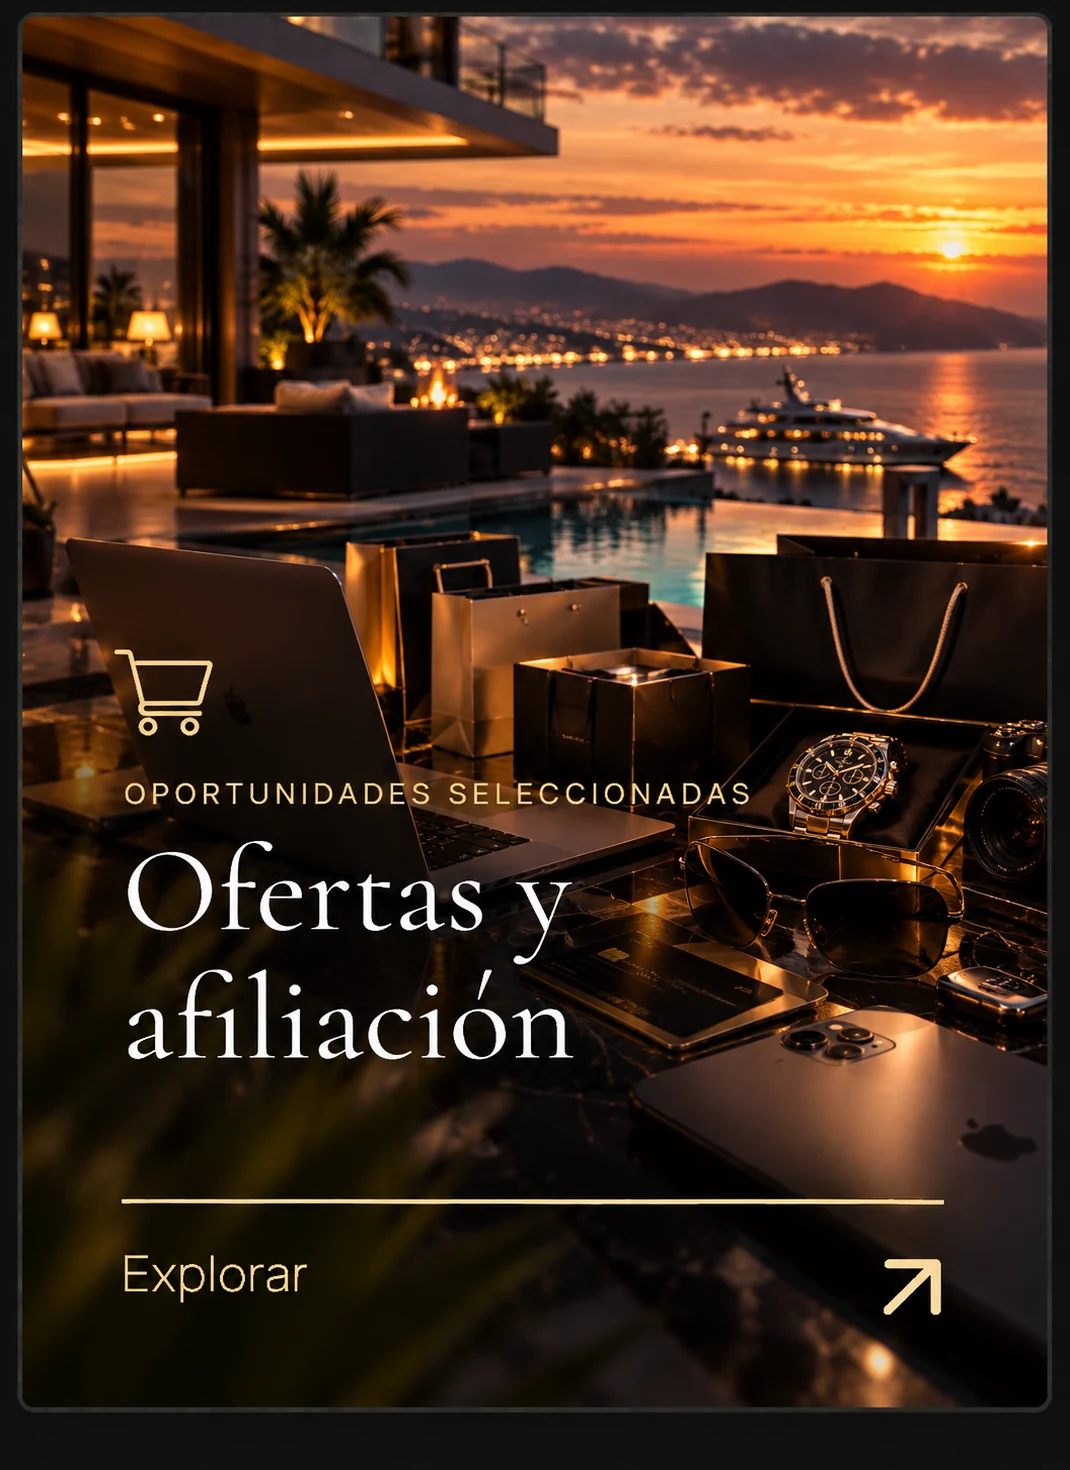 OPORTUNIDADES SELECCIONADAS
Ofertas y
afiliación
Explorar